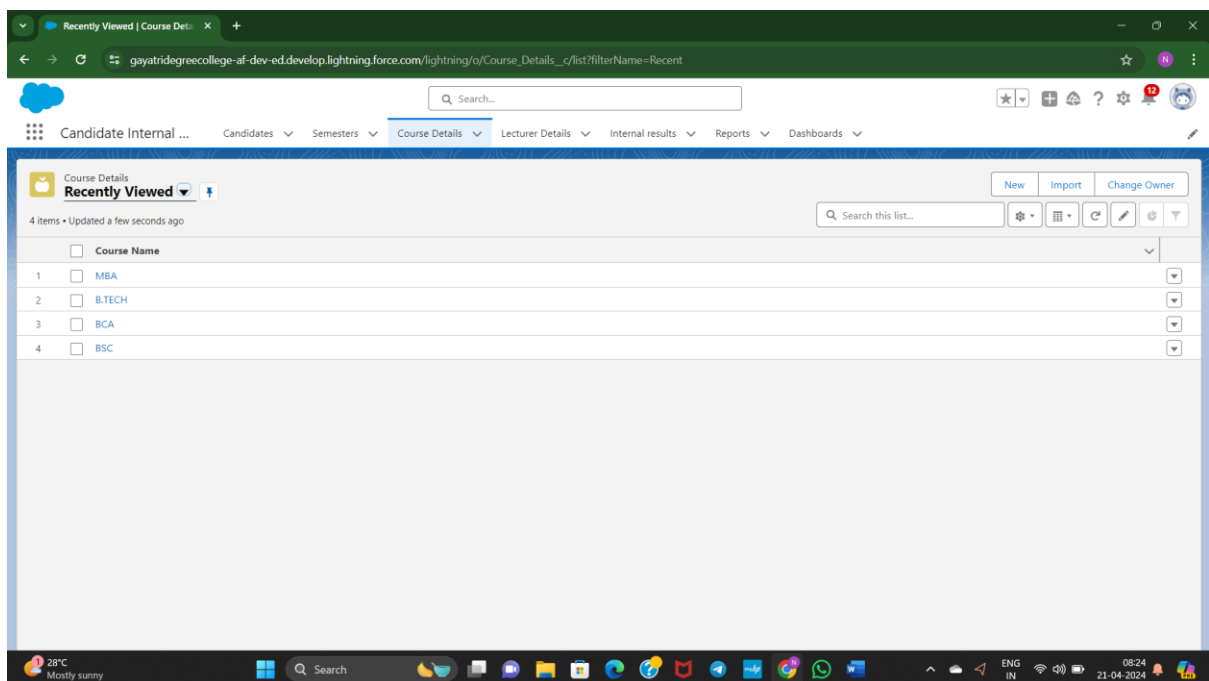 Recently Viewed | Course Deta
gayatridegreecollege-af-dev-ed.develop.lightning.force.com/lightning/o/Course_Details__c/list?filterName=Recent
N
Search...
12
Candidate Internal ... Candidates Semesters Course Details Lecturer Details Internal results Reports Dashboards
Course Details
Recently Viewed
New Import Change Owner
4 items • Updated a few seconds ago
Search this list...
Course Name
1 MBA
2 B.TECH
3 BCA
4 BSC
1 28°C
Mostly sunny
Search
ENG
IN
08:24
21-04-2024